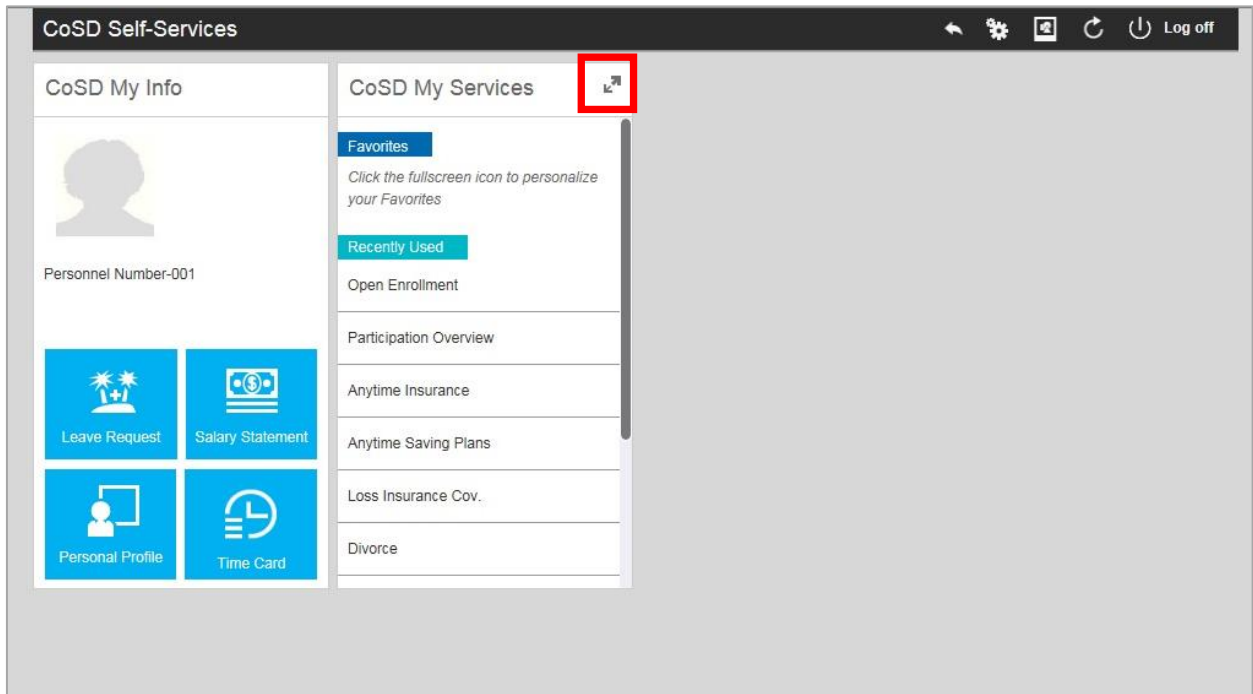 CoSD Self-Services
Log off
CoSD My Info
Personnel Number-001
Leave Request
Salary Statement
Personal Profile
Time Card
CoSD My Services
Favorites
Click the fullscreen icon to personalize
your Favorites
Recently Used
Open Enrollment
Participation Overview
Anytime Insurance
Anytime Saving Plans
Loss Insurance Cov.
Divorce